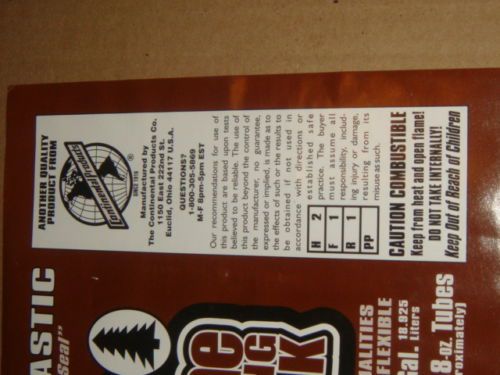 ANOTHER QUALITY
PRODUCT FROM
Continental Products
®
Manufactured by
The Continental Products Co.
1150 East 222nd St.
Euclid, Ohio 44117 U.S.A.
QUESTIONS?
1-800-305-5869
M-F 8pm-5pm EST
Our recommendations for use of
this product are based upon tests
believed to be reliable. The use of
this product beyond the control of
the manufacturer, no guarantee,
expressed or implied, is made as to
the effects of such or the results to
be obtained if not used in
accordance with directions or
established safe
practice. The buyer
must assume all
responsibility, includ-
ing injury or damage,
resulting from its
misuse as such.
H 2
F 1
R 1
PP
CAUTION: COMBUSTIBLE
Keep from heat and open flame!
DO NOT TAKE INTERNALLY!
Keep Out of Reach of Children
ASTIC
Seal"
ALITIES
FLEXIBLE
al. 18.925
Liters
8-oz. Tubes
proximately)